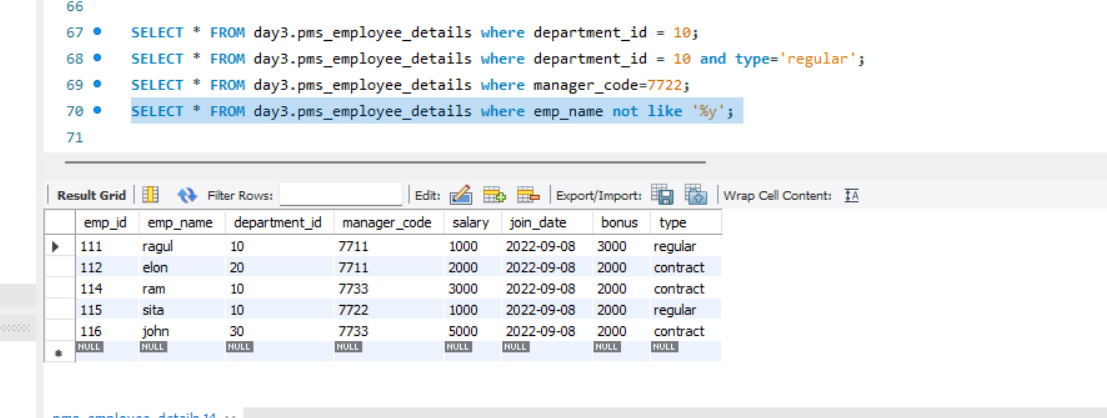 66
67 SELECT * FROM day3.pms_employee_details where department_id = 10;
68 SELECT * FROM day3.pms_employee_details where department_id = 10 and type='regular';
69 SELECT * FROM day3.pms_employee_details where manager_code=7722;
70 SELECT * FROM day3.pms_employee_details where emp_name not like '%y';
71
Result Grid Filter Rows: Edit: Export/Import: Wrap Cell Content: IA
emp_id emp_name department_id manager_code salary join_date bonus type
111 ragul 10 7711 1000 2022-09-08 3000 regular
112 elon 20 7711 2000 2022-09-08 2000 contract
114 ram 10 7733 3000 2022-09-08 2000 contract
115 sita 10 7722 1000 2022-09-08 2000 regular
116 john 30 7733 5000 2022-09-08 2000 contract
NULL NULL NULL NULL NULL NULL NULL NULL